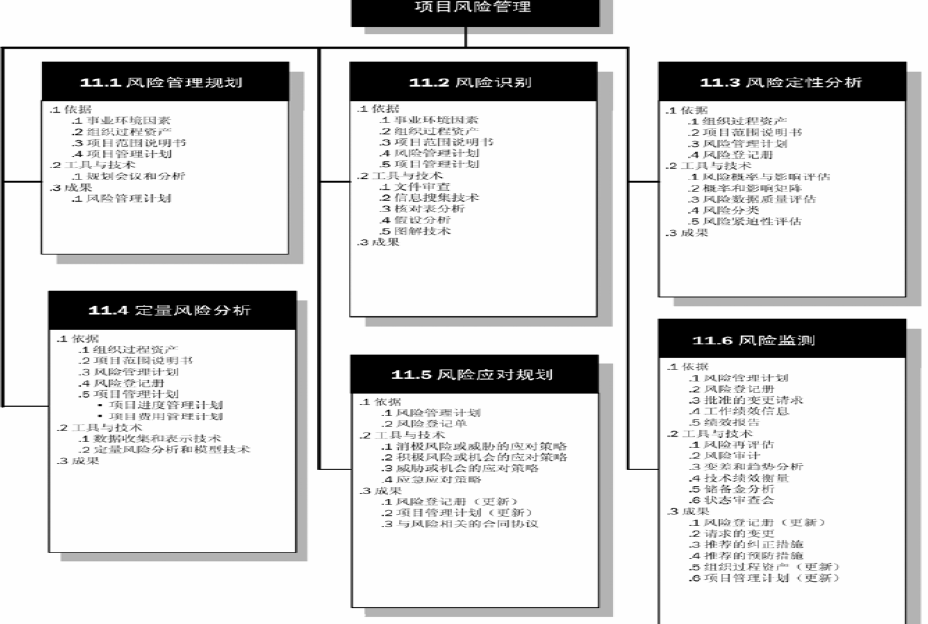 项目风险管理
11.1 风险管理规划
.1 依据
.1 事业环境因素
.2 组织过程资产
.3 项目范围说明书
.4 项目管理计划
.2 工具与技术
.1 规划会议和分析
.3 成果
.1 风险管理计划
11.2 风险识别
.1 依据
.1 事业环境因素
.2 组织过程资产
.3 项目范围说明书
.4 风险管理计划
.5 项目管理计划
.2 工具与技术
.1 文件审查
.2 信息搜集技术
.3 核对表分析
.4 假设分析
.5 图解技术
.3 成果
11.3 风险定性分析
.1 依据
.1 组织过程资产
.2 项目范围说明书
.3 风险管理计划
.4 风险登记册
.2 工具与技术
.1 风险概率与影响评估
.2 概率和影响矩阵
.3 风险数据质量评估
.4 风险分类
.5 风险紧迫性评估
.3 成果
11.4 定量风险分析
.1 依据
.1 组织过程资产
.2 项目范围说明书
.3 风险管理计划
.4 风险登记册
.5 项目管理计划
• 项目进度管理计划
• 项目费用管理计划
.2 工具与技术
.1 数据收集和表示技术
.2 定量风险分析和模型技术
.3 成果
11.5 风险应对规划
.1 依据
.1 风险管理计划
.2 风险登记单
.2 工具与技术
.1 消极风险或威胁的应对策略
.2 积极风险或机会的应对策略
.3 威胁或机会的应对策略
.4 应急应对策略
.3 成果
.1 风险登记册（更新）
.2 项目管理计划（更新）
.3 与风险相关的合同协议
11.6 风险监测
.1 依据
.1 风险管理计划
.2 风险登记册
.3 批准的变更请求
.4 工作绩效信息
.5 绩效报告
.2 工具与技术
.1 风险再评估
.2 风险审计
.3 变差和趋势分析
.4 技术绩效衡量
.5 储备金分析
.6 状态审查会
.3 成果
.1 风险登记册（更新）
.2 请求的变更
.3 推荐的纠正措施
.4 推荐的预防措施
.5 组织过程资产（更新）
.6 项目管理计划（更新）